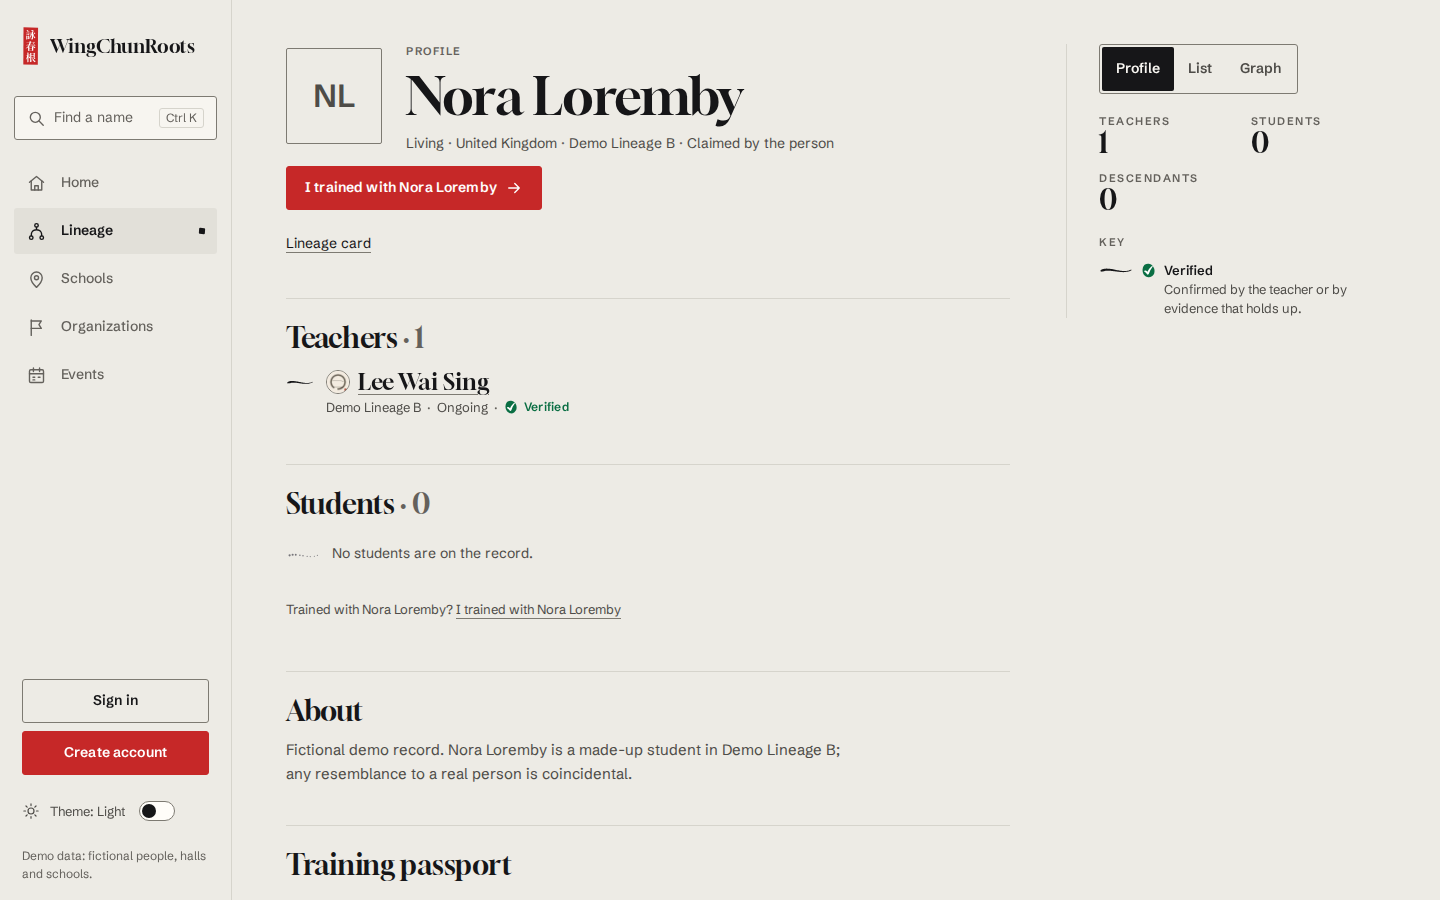 詠春根
WingChunRoots
Find a name
Ctrl K
Home
Lineage
Schools
Organizations
Events
Sign in
Create account
Theme: Light
Demo data: fictional people, halls
and schools.
NL
PROFILE
Nora Loremby
Living · United Kingdom · Demo Lineage B · Claimed by the person
I trained with Nora Loremby →
Lineage card
Teachers · 1
Lee Wai Sing
Demo Lineage B · Ongoing · Verified
Students · 0
No students are on the record.
Trained with Nora Loremby? I trained with Nora Loremby
About
Fictional demo record. Nora Loremby is a made-up student in Demo Lineage B;
any resemblance to a real person is coincidental.
Training passport
Profile
List
Graph
TEACHERS
1
STUDENTS
0
DESCENDANTS
0
KEY
Verified
Confirmed by the teacher or by
evidence that holds up.